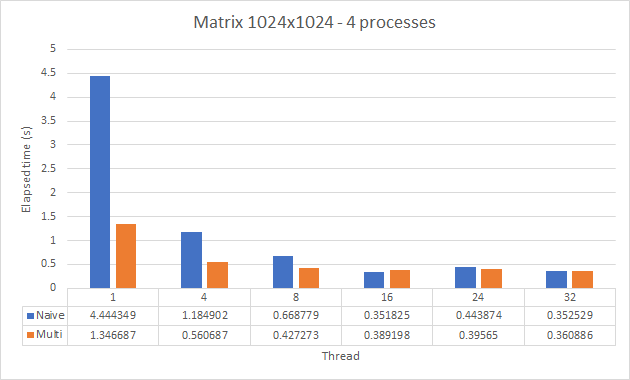 Matrix 1024x1024 - 4 processes
5
4.5
4
3.5
3
2.5
2
1.5
1
0.5
0
Elapsed time (s)
1 4 8 16 24 32
Naive 4.444349 1.184902 0.668779 0.351825 0.443874 0.352529
Multi 1.346687 0.560687 0.427273 0.389198 0.39565 0.360886
Thread